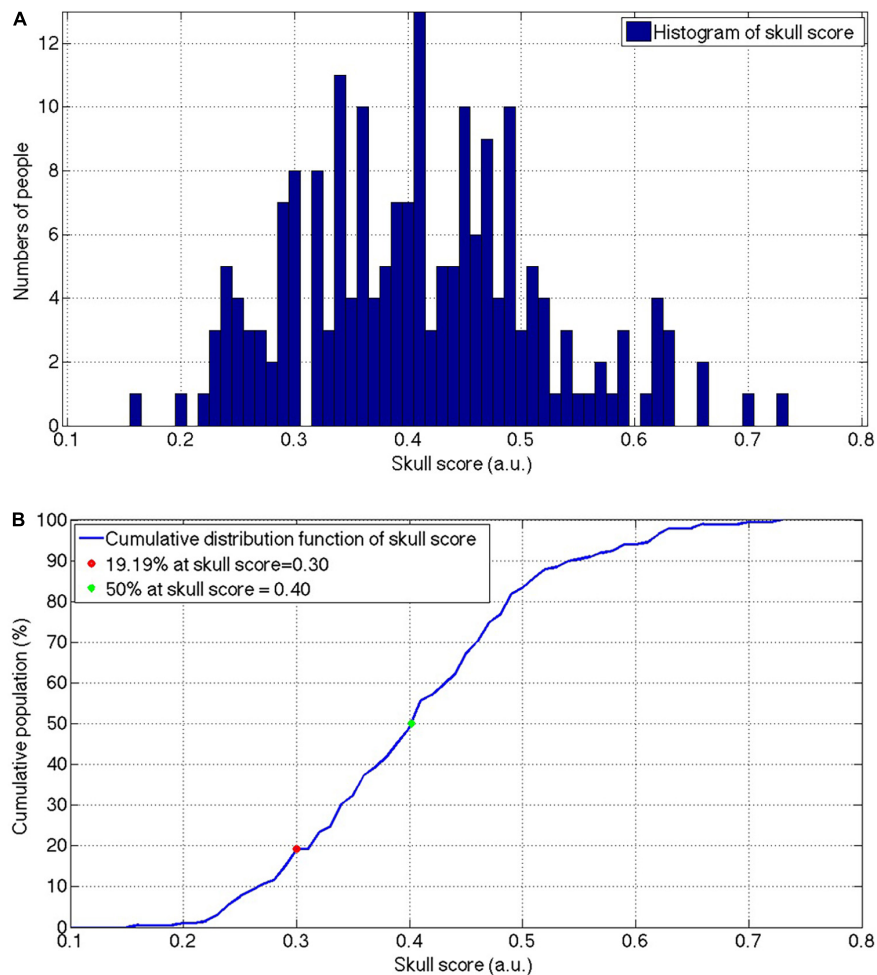 A
Histogram of skull score
12
10
8
6
4
2
0
Numbers of people
0.1 0.2 0.3 0.4 0.5 0.6 0.7 0.8
Skull score (a.u.)
B
Cumulative distribution function of skull score
19.19% at skull score=0.30
50% at skull score = 0.40
100
90
80
70
60
50
40
30
20
10
0
Cumulative population (%)
0.1 0.2 0.3 0.4 0.5 0.6 0.7 0.8
Skull score (a.u.)